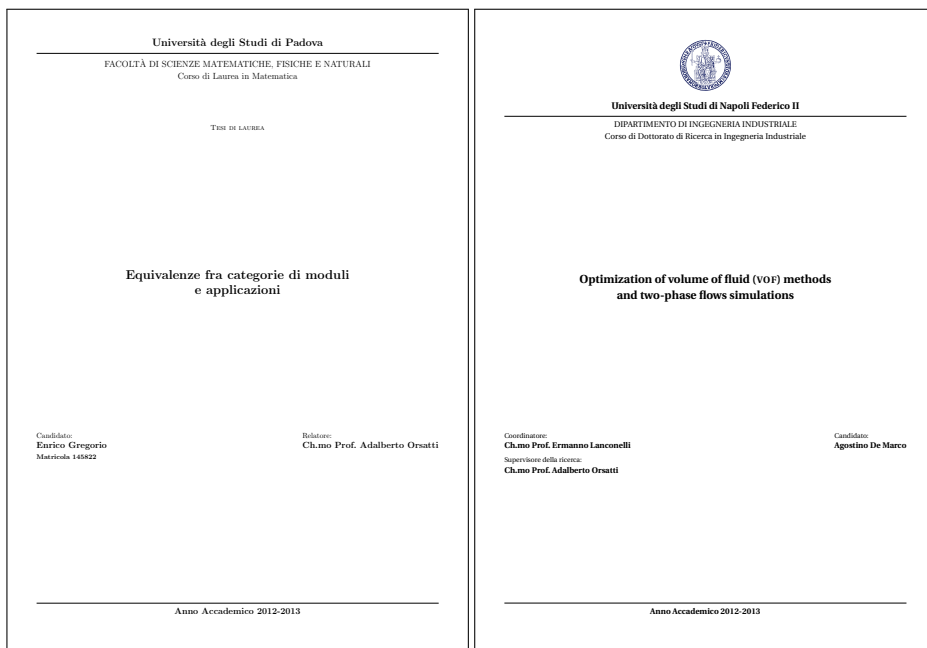 Università degli Studi di Padova
FACOLTÀ DI SCIENZE MATEMATICHE, FISICHE E NATURALI
Corso di Laurea in Matematica
Tesi di laurea
Equivalenze fra categorie di moduli
e applicazioni
Candidato:
Enrico Gregorio
Matricola 145822
Relatore:
Ch.mo Prof. Adalberto Orsatti
Anno Accademico 2012-2013
Università degli Studi di Napoli Federico II
DIPARTIMENTO DI INGEGNERIA INDUSTRIALE
Corso di Dottorato di Ricerca in Ingegneria Industriale
Optimization of volume of fluid (VOF) methods
and two-phase flows simulations
Coordinatore:
Ch.mo Prof. Ermanno Lanconelli
Supervisore della ricerca:
Ch.mo Prof. Adalberto Orsatti
Candidato:
Agostino De Marco
Anno Accademico 2012-2013